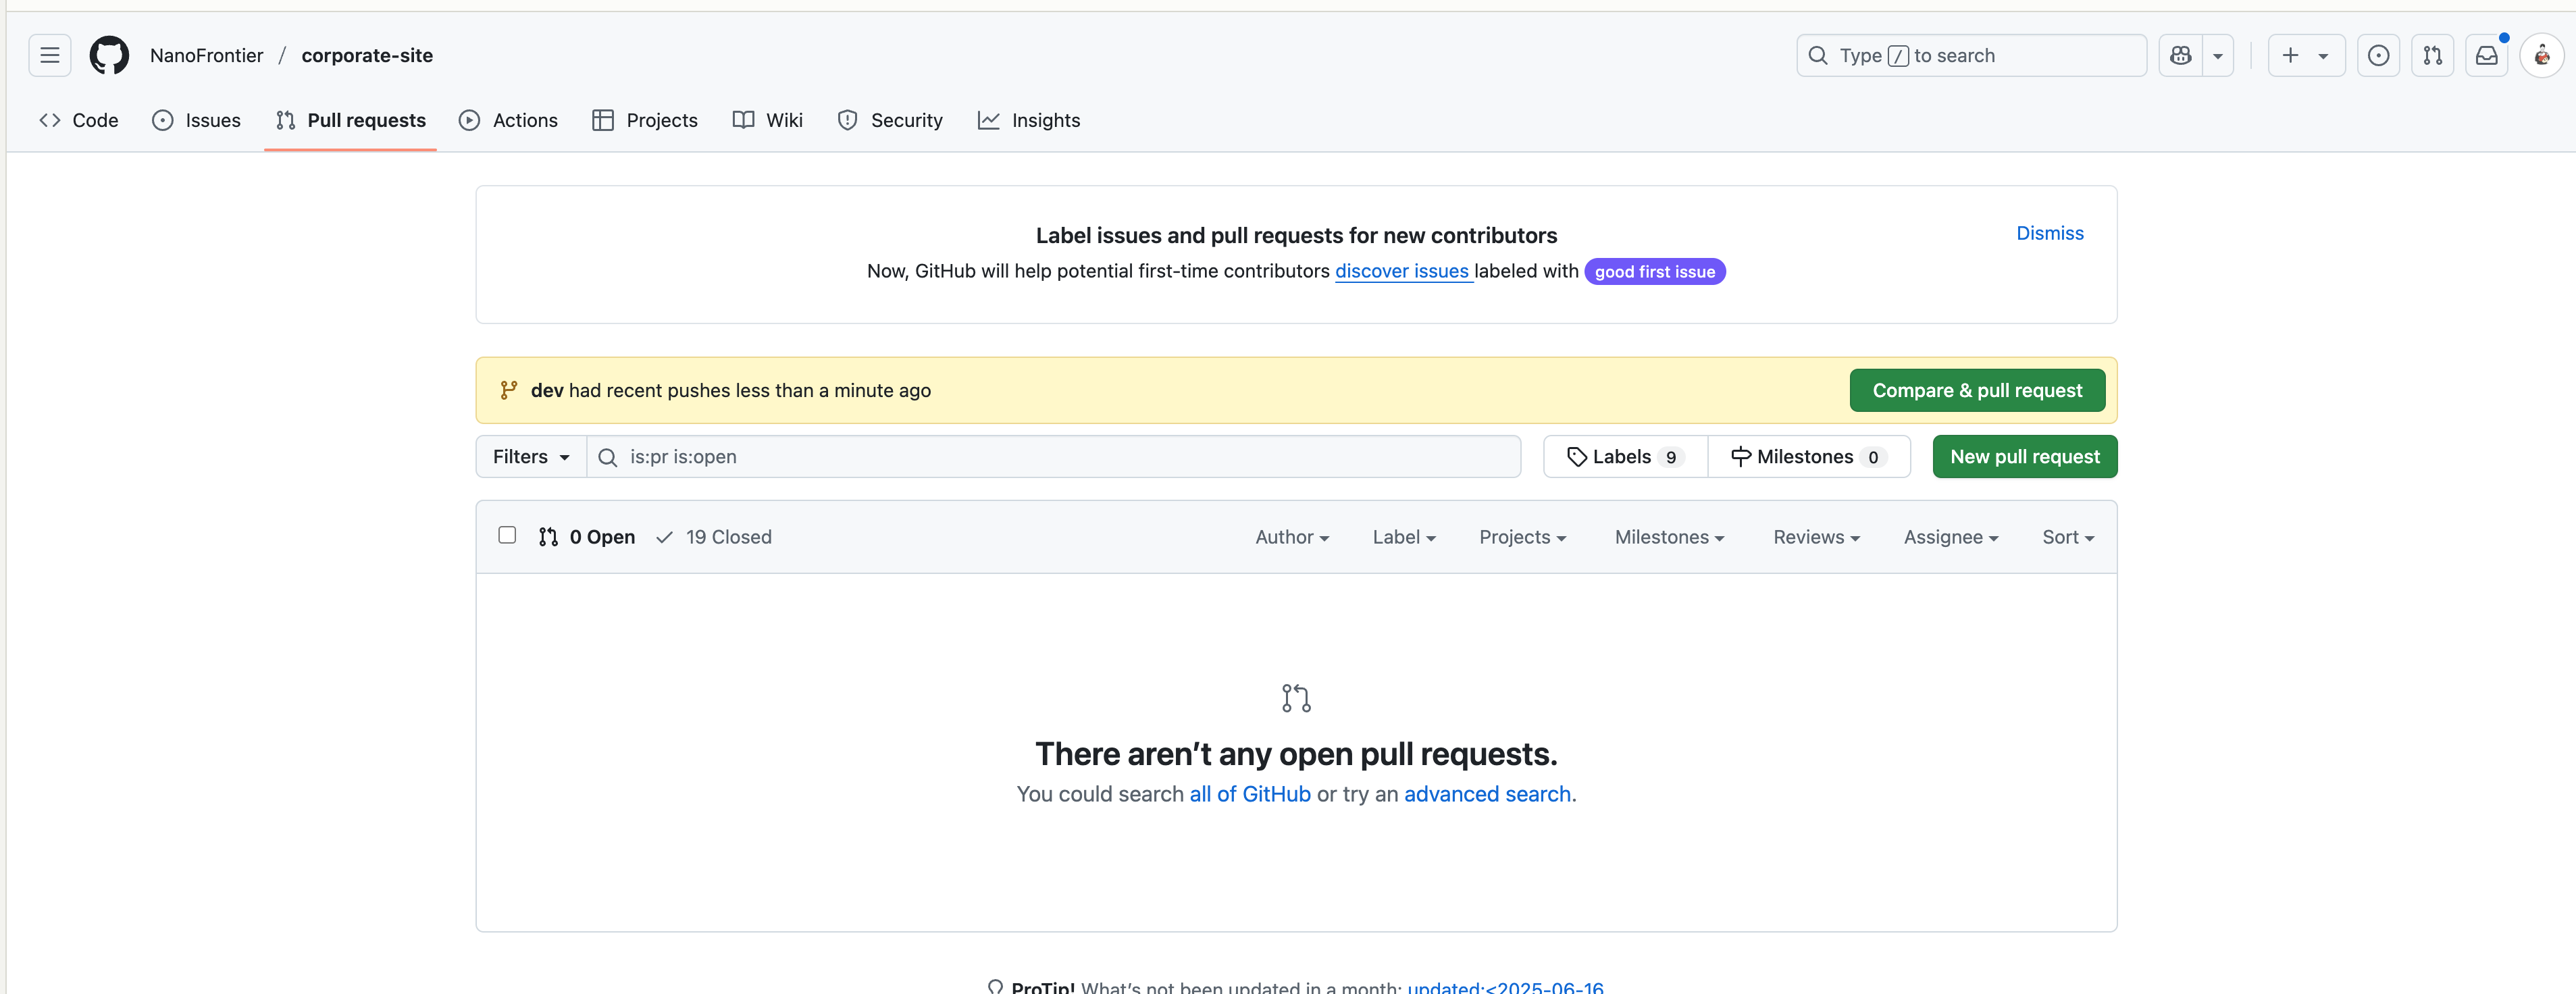 NanoFrontier / corporate-site
Type / to search
Code Issues Pull requests Actions Projects Wiki Security Insights
Label issues and pull requests for new contributors
Dismiss
Now, GitHub will help potential first-time contributors discover issues labeled with good first issue
dev had recent pushes less than a minute ago
Compare & pull request
Filters is:pr is:open Labels 9 Milestones 0 New pull request
0 Open 19 Closed Author Label Projects Milestones Reviews Assignee Sort
There aren’t any open pull requests.
You could search all of GitHub or try an advanced search.
ProTip! What’s not been updated in a month: updated:<2025-06-16